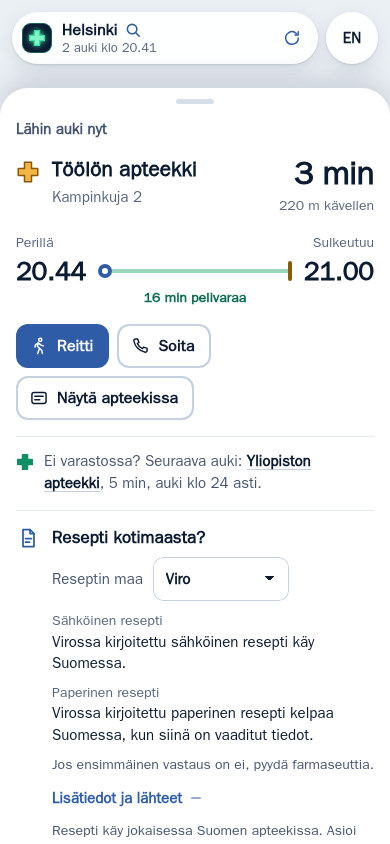 Helsinki
2 auki klo 20.41
EN
Lähin auki nyt
Töölön apteekki
3 min
Kampinkuja 2
220 m kävellen
Perillä
Sulkeutuu
20.44
21.00
16 min pelivaraa
Reitti
Soita
Näytä apteekissa
Ei varastossa? Seuraava auki: Yliopiston
apteekki, 5 min, auki klo 24 asti.
Resepti kotimaasta?
Reseptin maa
Viro
Sähköinen resepti
Virossa kirjoitettu sähköinen resepti käy
Suomessa.
Paperinen resepti
Virossa kirjoitettu paperinen resepti kelpaa
Suomessa, kun siinä on vaaditut tiedot.
Jos ensimmäinen vastaus on ei, pyydä farmaseuttia.
Lisätiedot ja lähteet –
Resepti käy jokaisessa Suomen apteekissa. Asioi